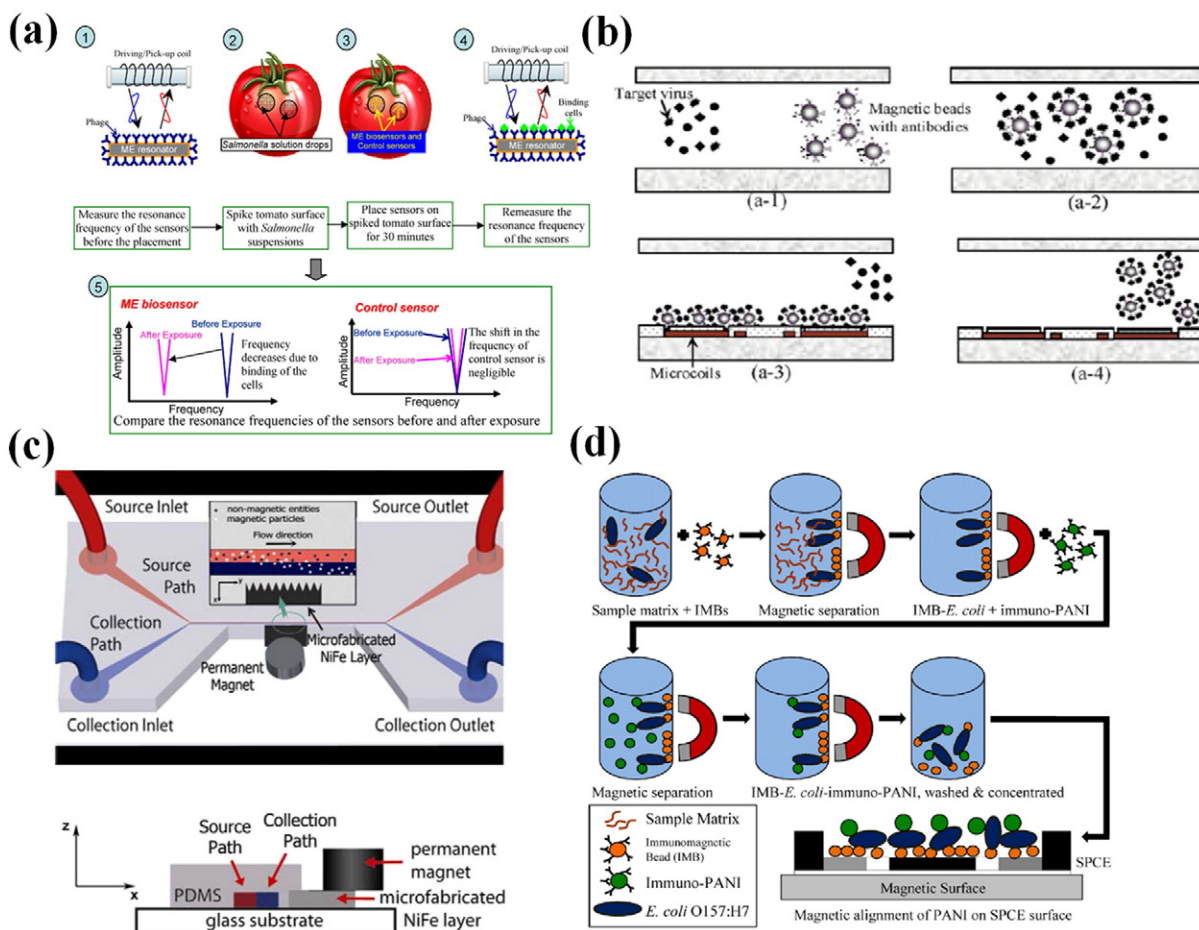 (a)
1
2
3
4
Driving/Pick-up coil
Driving/Pick-up coil
Phage
ME resonator
Salmonella solution drops
ME biosensors and
Control sensors
Phage
Binding
cells
ME resonator
Measure the resonance
frequency of the sensors
before the placement
Spike tomato surface
with Salmonella
suspensions
Place sensors on
spiked tomato surface
for 30 minutes
Remeasure the
resonance frequency
of the sensors
5
ME biosensor
After Exposure
Before Exposure
Frequency
decreases due to
binding of the
cells
Amplitude
Frequency
Control sensor
Before Exposure
After Exposure
The shift in the
frequency of
control sensor is
negligible
Amplitude
Frequency
Compare the resonance frequencies of the sensors before and after exposure
(b)
Target virus
Magnetic beads
with antibodies
(a-1)
(a-2)
Microcoils
(a-3)
(a-4)
(c)
Source Inlet
Source Outlet
non-magnetic entities
magnetic particles
Flow direction
y
x
Source
Path
Collection
Path
Microfabricated
NiFe Layer
Permanent
Magnet
Collection Inlet
Collection Outlet
z
x
Source
Path
Collection
Path
PDMS
permanent
magnet
microfabricated
NiFe layer
glass substrate
(d)
Sample matrix + IMBs
Magnetic separation
IMB-E. coli + immuno-PANI
Magnetic separation
IMB-E. coli-immuno-PANI, washed & concentrated
Sample Matrix
Immunomagnetic
Bead (IMB)
Immuno-PANI
E. coli O157:H7
SPCE
Magnetic Surface
Magnetic alignment of PANI on SPCE surface